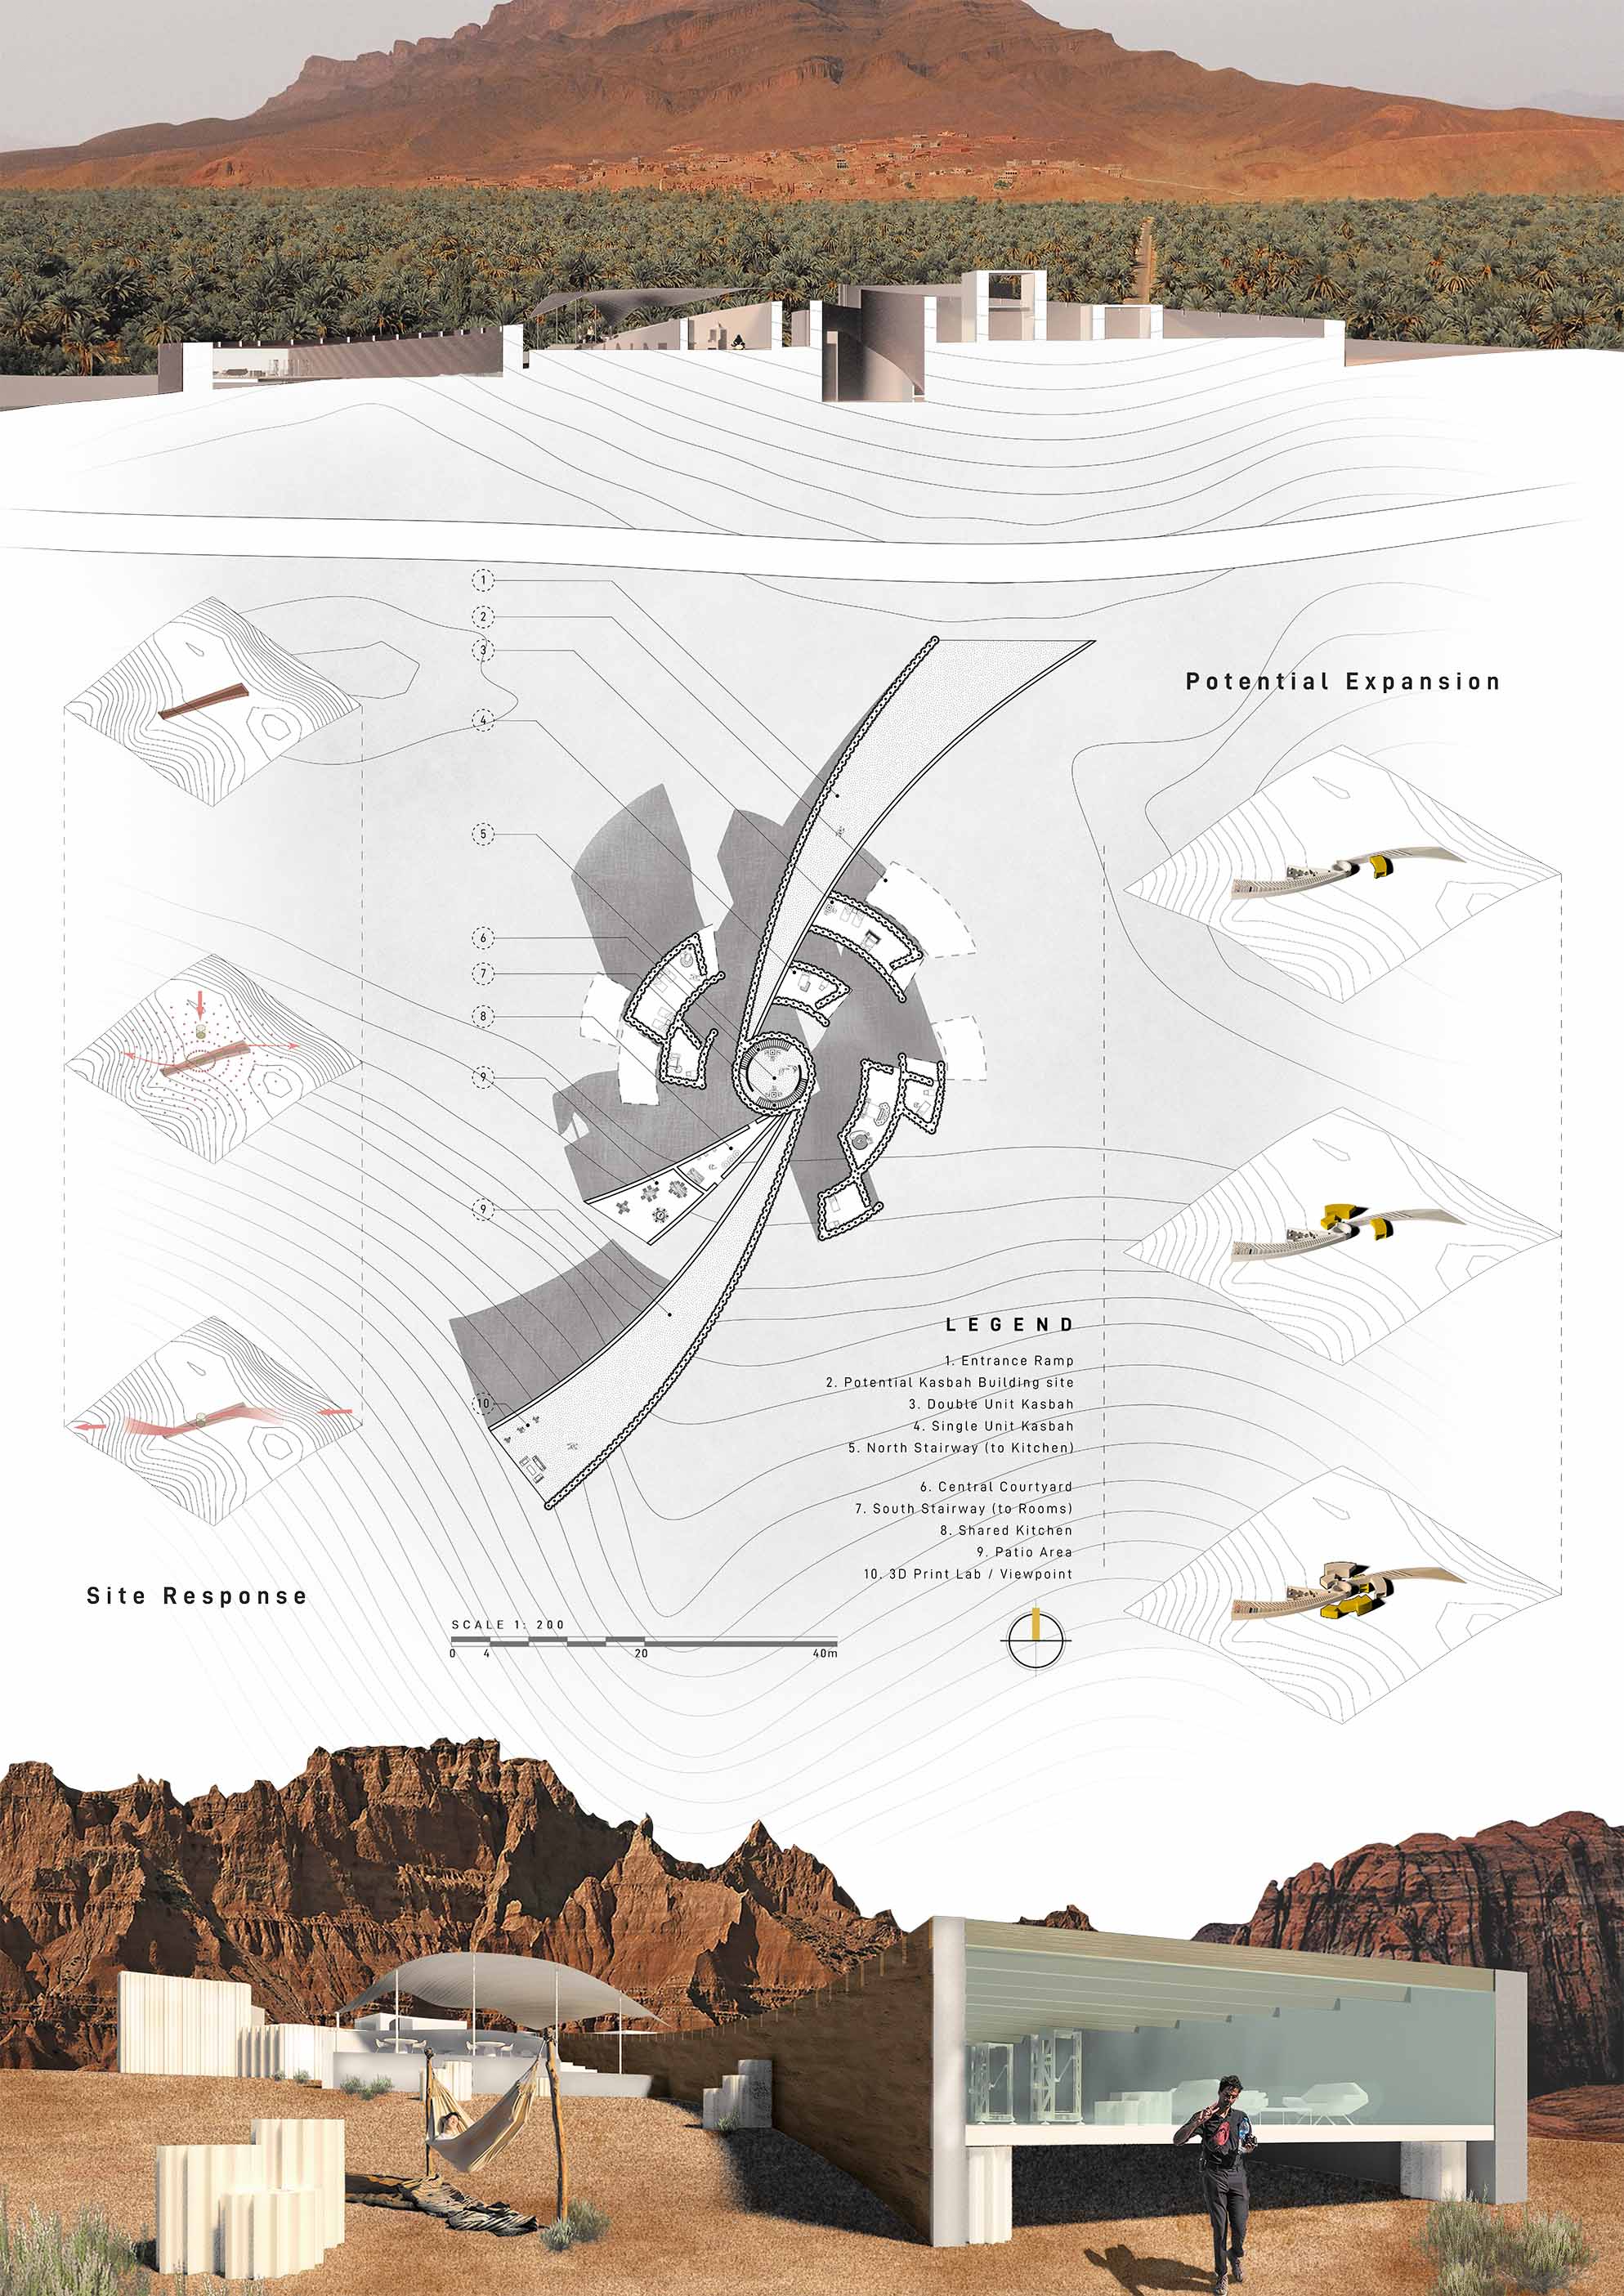 1
2
3
Potential Expansion
4
5
6
7
8
9
9
LEGEND
1. Entrance Ramp
2. Potential Kasbah Building site
3. Double Unit Kasbah
10
4. Single Unit Kasbah
5. North Stairway (to Kitchen)
6. Central Courtyard
7. South Stairway (to Rooms)
8. Shared Kitchen
9. Patio Area
10. 3D Print Lab / Viewpoint
Site Response
SCALE 1: 200
0 4 20 40m